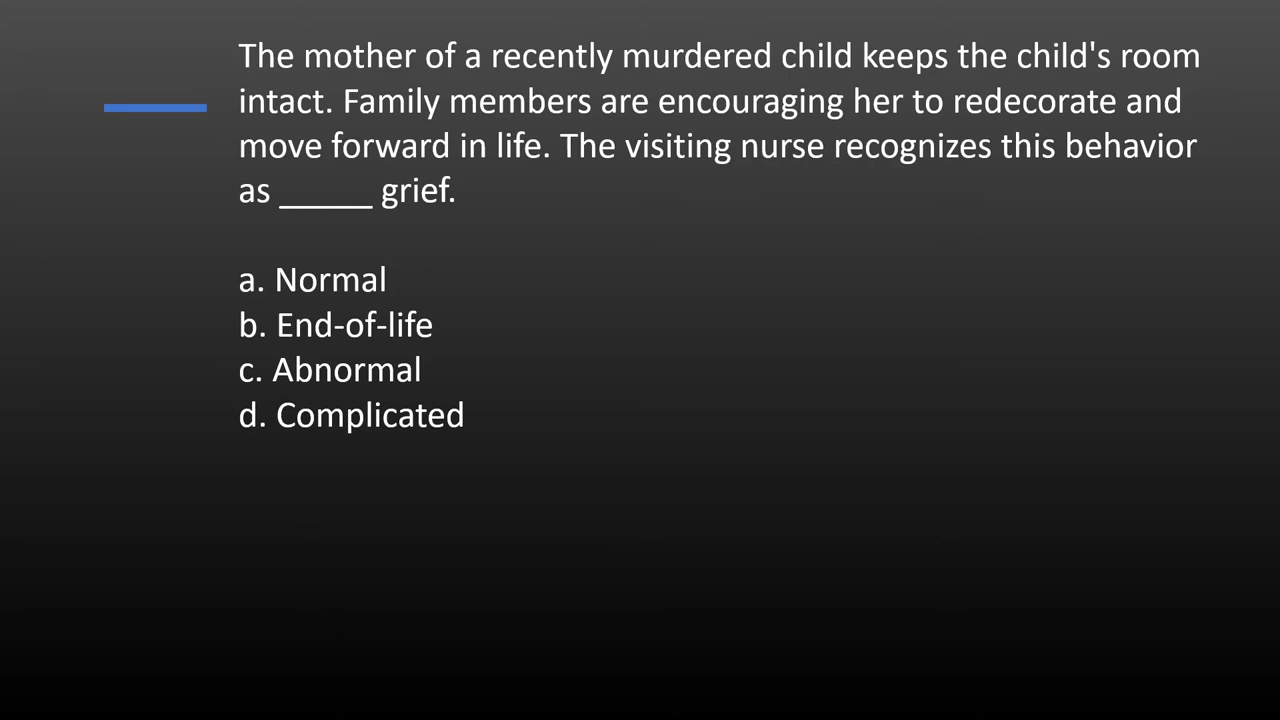 The mother of a recently murdered child keeps the child's room
intact. Family members are encouraging her to redecorate and
move forward in life. The visiting nurse recognizes this behavior
as _____ grief.
a. Normal
b. End-of-life
c. Abnormal
d. Complicated